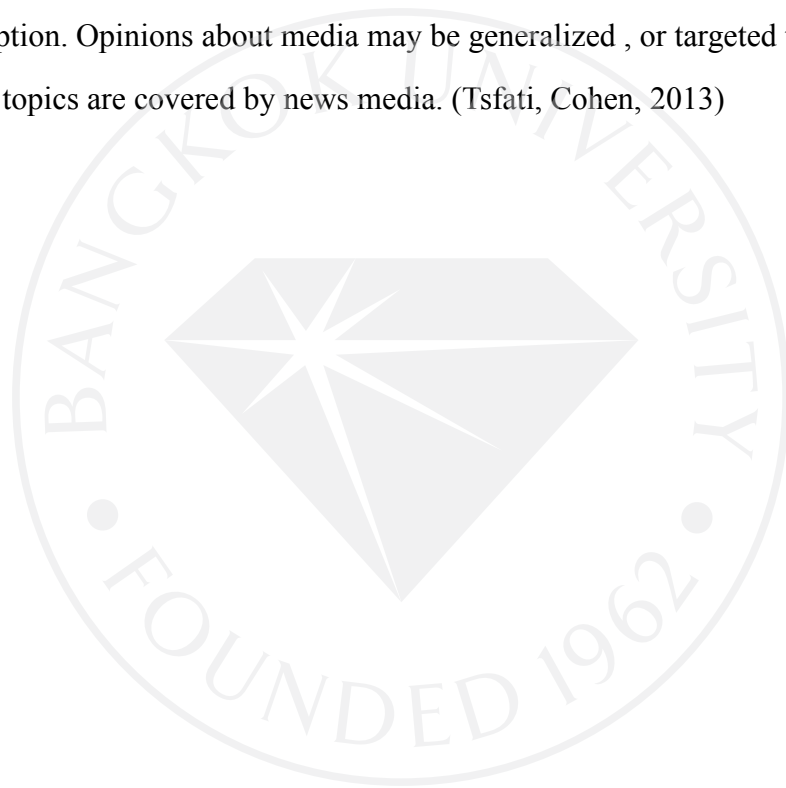 Opinions about media may be generalized , or targeted
topics are covered by news media. (Tsfati, Cohen, 2013)
BANGKOK UNIVERSITY
FOUNDED 1962